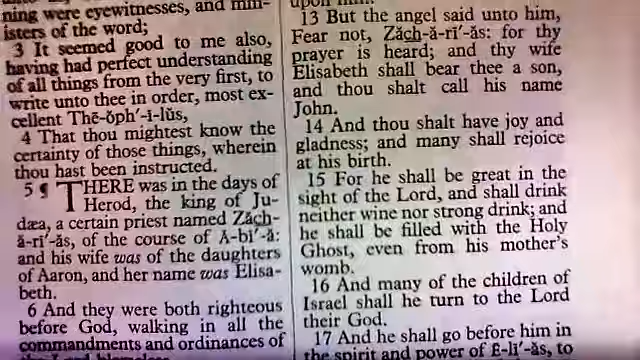 ning were eyewitnesses, and min-
isters of the word;
3 It seemed good to me also,
having had perfect understanding
of all things from the very first, to
write unto thee in order, most ex-
cellent Thē-ŏph′-ĭ-lŭs,
4 That thou mightest know the
certainty of those things, wherein
thou hast been instructed.
5 ¶ THERE was in the days of
Herod, the king of Ju-
dæa, a certain priest named Zăch-
ă-rī′-ăs, of the course of Ă-bī′-ă:
and his wife was of the daughters
of Aaron, and her name was Elisa-
beth.
6 And they were both righteous
before God, walking in all the
commandments and ordinances of
the Lord blameless.
upon him.
13 But the angel said unto him,
Fear not, Zăch-ă-rī′-ăs: for thy
prayer is heard; and thy wife
Elisabeth shall bear thee a son,
and thou shalt call his name
John.
14 And thou shalt have joy and
gladness; and many shall rejoice
at his birth.
15 For he shall be great in the
sight of the Lord, and shall drink
neither wine nor strong drink; and
he shall be filled with the Holy
Ghost, even from his mother's
womb.
16 And many of the children of
Israel shall he turn to the Lord
their God.
17 And he shall go before him in
the spirit and power of Ē-lī′-ăs, to